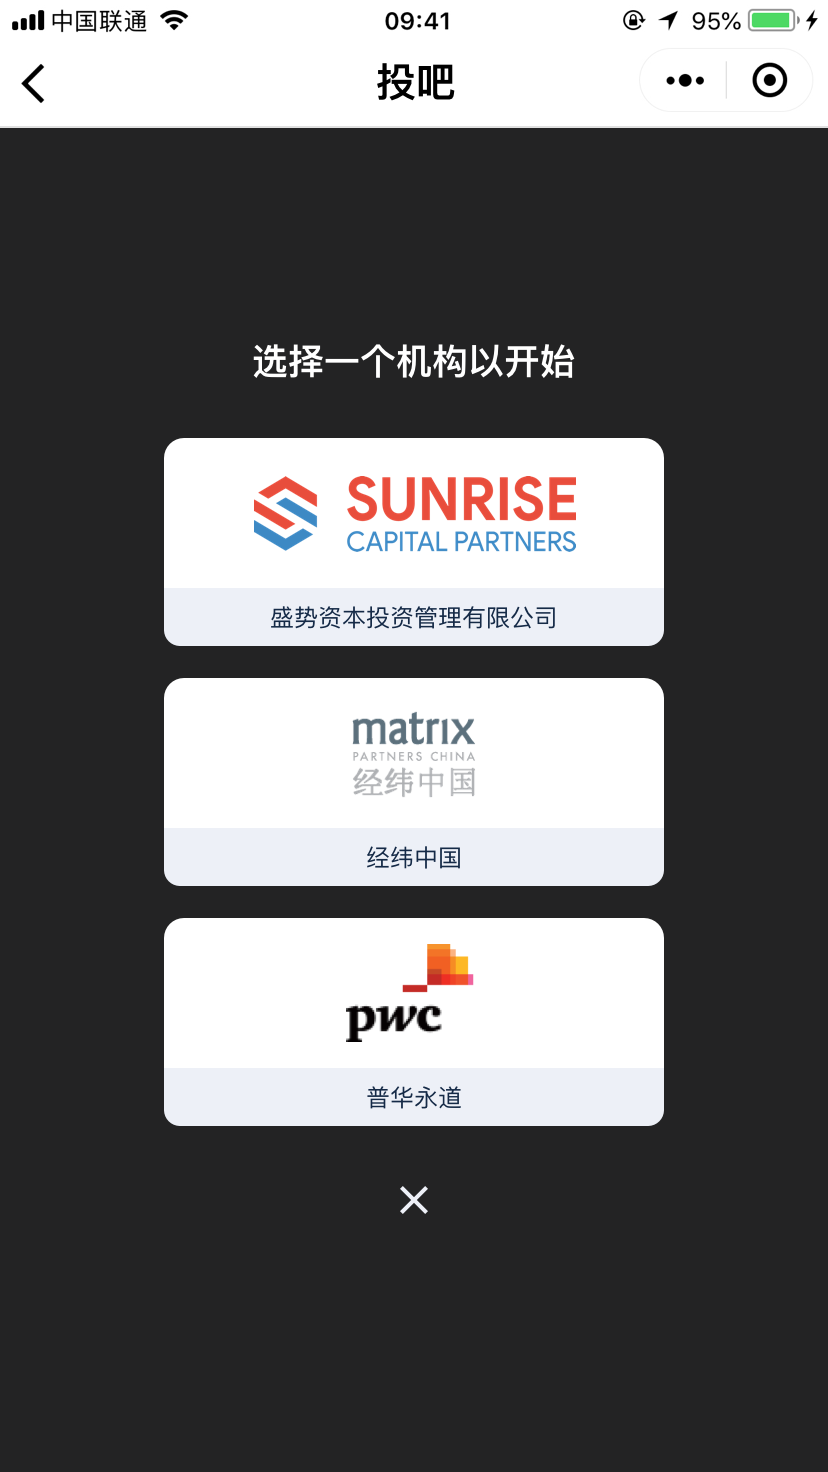 中国联通
09:41
95%
投吧
选择一个机构以开始
SUNRISE
CAPITAL PARTNERS
盛势资本投资管理有限公司
matrix
PARTNERS CHINA
经纬中国
经纬中国
pwc
普华永道